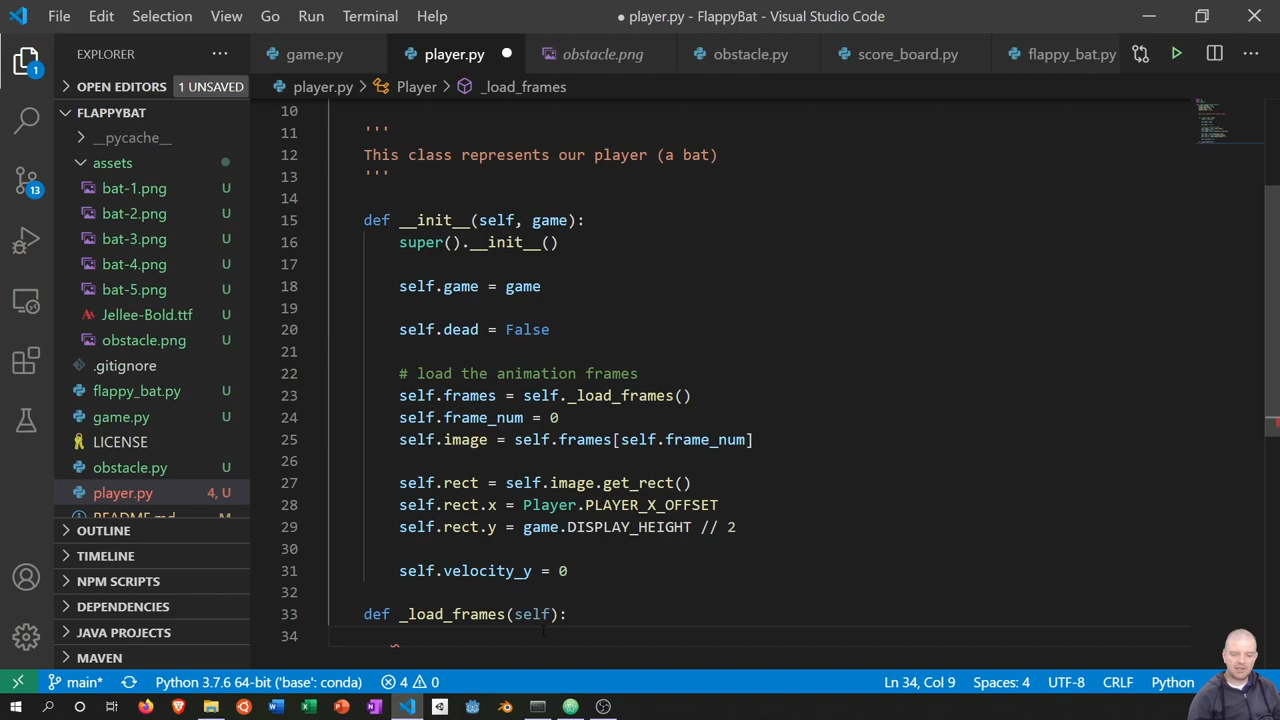 File Edit Selection View Go Run Terminal Help
● player.py - FlappyBat - Visual Studio Code
EXPLORER
game.py
player.py
obstacle.png
obstacle.py
score_board.py
flappy_bat.py
OPEN EDITORS 1 UNSAVED
player.py > Player > _load_frames
FLAPPYBAT
__pycache__
assets
bat-1.png U
bat-2.png U
bat-3.png U
bat-4.png U
bat-5.png U
Jellee-Bold.ttf U
obstacle.png U
.gitignore
flappy_bat.py U
game.py U
LICENSE
obstacle.py U
player.py 4, U
README.md M
OUTLINE
TIMELINE
NPM SCRIPTS
DEPENDENCIES
JAVA PROJECTS
MAVEN
1
13
10
11 '''
12 This class represents our player (a bat)
13 '''
14
15 def __init__(self, game):
16 super().__init__()
17
18 self.game = game
19
20 self.dead = False
21
22 # load the animation frames
23 self.frames = self._load_frames()
24 self.frame_num = 0
25 self.image = self.frames[self.frame_num]
26
27 self.rect = self.image.get_rect()
28 self.rect.x = Player.PLAYER_X_OFFSET
29 self.rect.y = game.DISPLAY_HEIGHT // 2
30
31 self.velocity_y = 0
32
33 def _load_frames(self):
34
main* Python 3.7.6 64-bit ('base': conda) 4 0 Ln 34, Col 9 Spaces: 4 UTF-8 CRLF Python